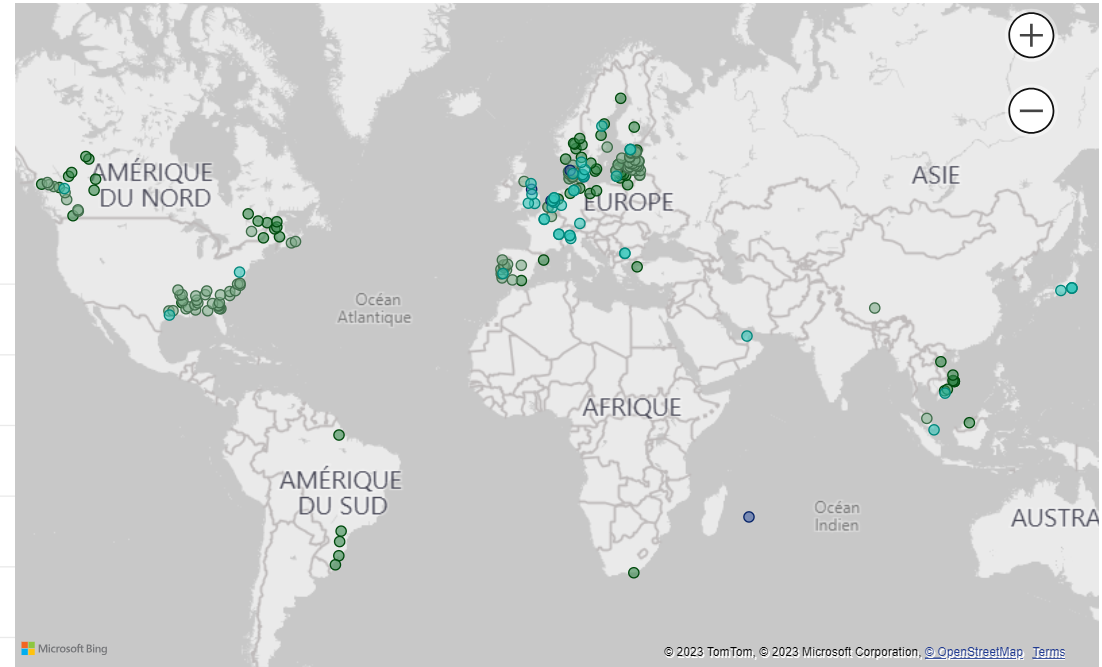 AMÉRIQUE
DU NORD
ASIE
EUROPE
Océan
Atlantique
AFRIQUE
AMÉRIQUE
DU SUD
Océan
Indien
AUSTRA
Microsoft Bing
© 2023 TomTom, © 2023 Microsoft Corporation, © OpenStreetMap Terms